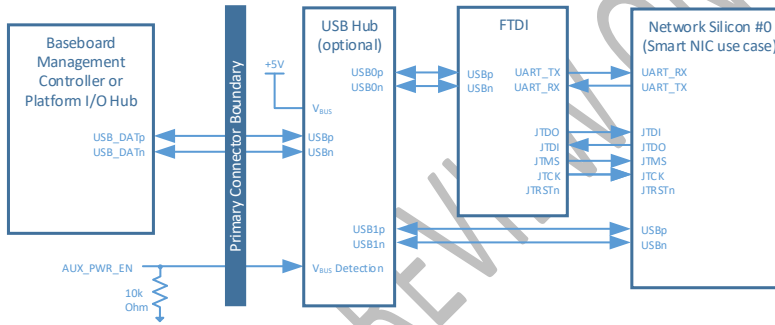 Baseboard
Management
Controller or
Platform I/O Hub
USB_DATp
USB_DATn
AUX_PWR_EN
10k
Ohm
Primary Connector Boundary
+5V
USB Hub
(optional)
USB0p
USB0n
VBUS
USBp
USBn
USB1p
USB1n
VBUS Detection
FTDI
USBp
USBn
UART_TX
UART_RX
JTDO
JTDI
JTMS
JTCK
JTRSTn
Network Silicon #0
(Smart NIC use case)
UART_RX
UART_TX
JTDI
JTDO
JTMS
JTCK
JTRSTn
USBp
USBn